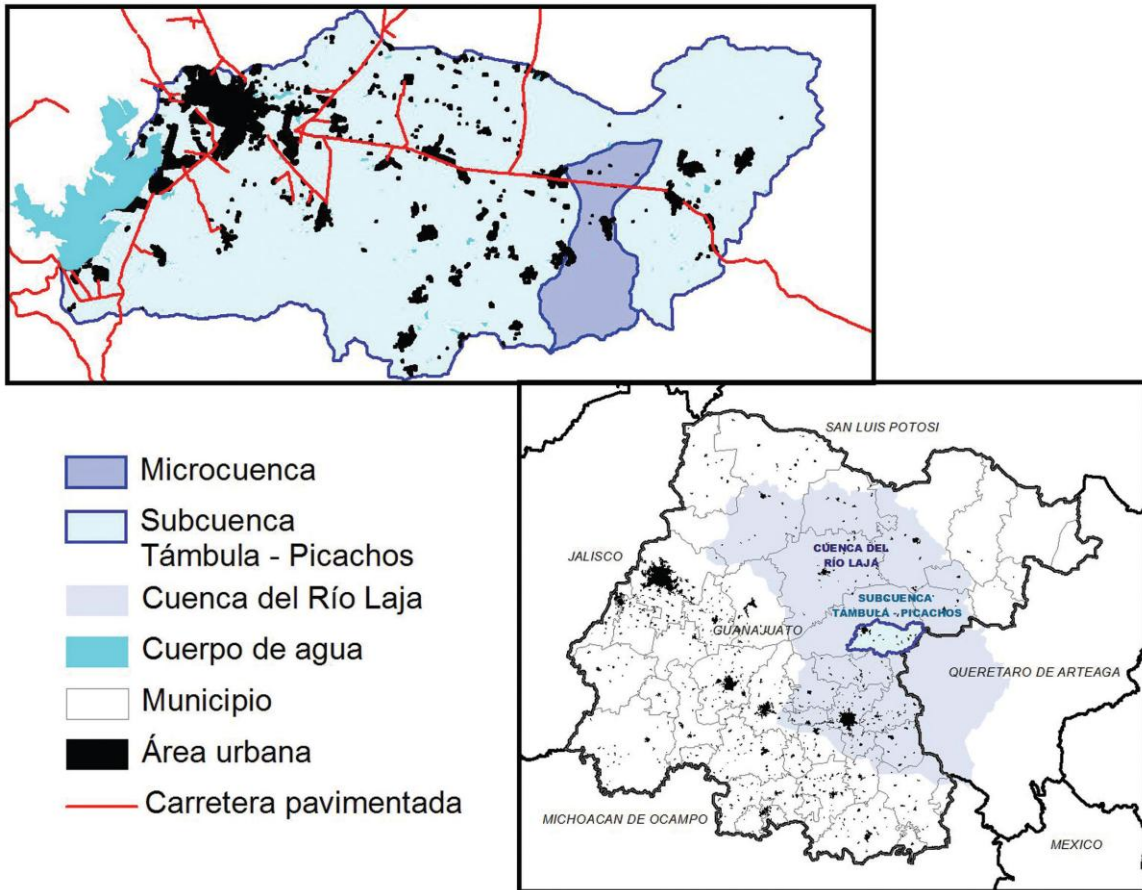 Microcuenca
Subcuenca
Támbula - Picachos
Cuenca del Río Laja
Cuerpo de agua
Municipio
Área urbana
Carretera pavimentada
SAN LUIS POTOSI
JALISCO
CUENCA DEL
RÍO LAJA
SUBCUENCA
TÁMBULA - PICACHOS
GUANAJUATO
QUERETARO DE ARTEAGA
MICHOACAN DE OCAMPO
MEXICO